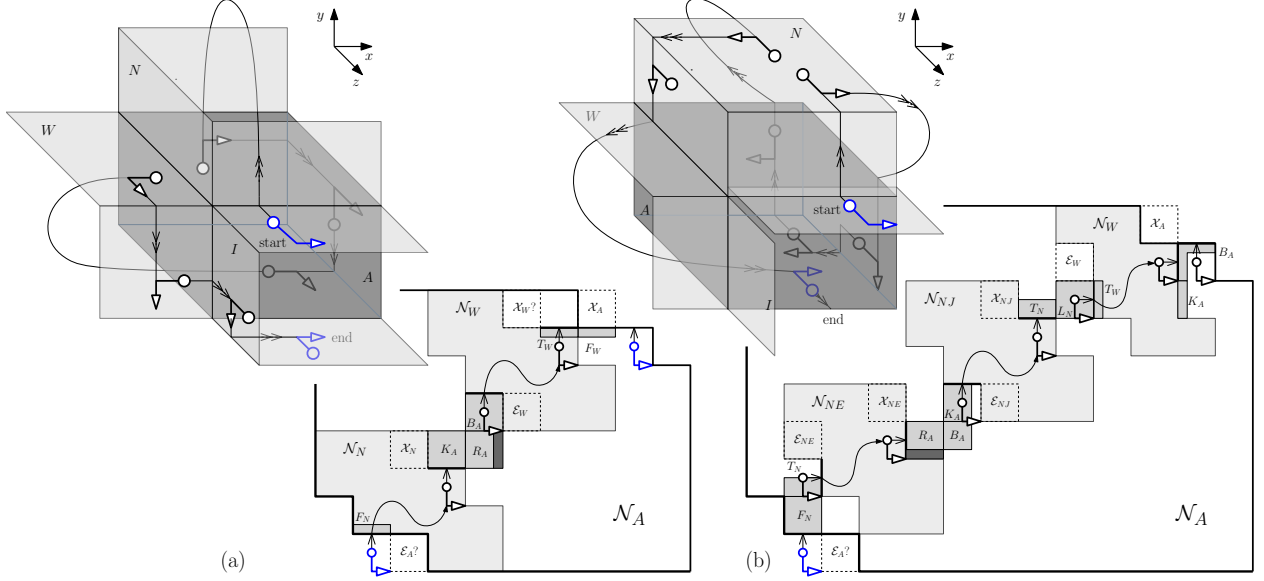 y
x
z
N
W
I
A
start
end
𝒩_W
𝒳_W?
𝒳_A
T_W
F_W
ℰ_W
B_A
𝒩_N
𝒳_N
K_A
R_A
F_N
ℰ_A?
𝒩_A
(a)
y
x
z
N
W
A
I
start
end
𝒩_W
𝒳_A
ℰ_W
B_A
T_W
K_A
𝒩_NJ
𝒳_NJ
T_N
L_N
𝒩_NE
𝒳_NE
K_A
ℰ_NJ
ℰ_NE
R_A
B_A
T_N
F_N
ℰ_A?
𝒩_A
(b)